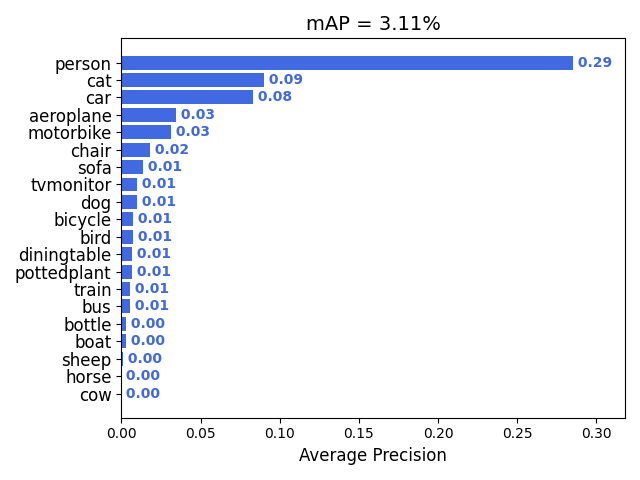 mAP = 3.11%
person 0.29
cat 0.09
car 0.08
aeroplane 0.03
motorbike 0.03
chair 0.02
sofa 0.01
tvmonitor 0.01
dog 0.01
bicycle 0.01
bird 0.01
diningtable 0.01
pottedplant 0.01
train 0.01
bus 0.01
bottle 0.00
boat 0.00
sheep 0.00
horse 0.00
cow 0.00
0.00 0.05 0.10 0.15 0.20 0.25 0.30
Average Precision